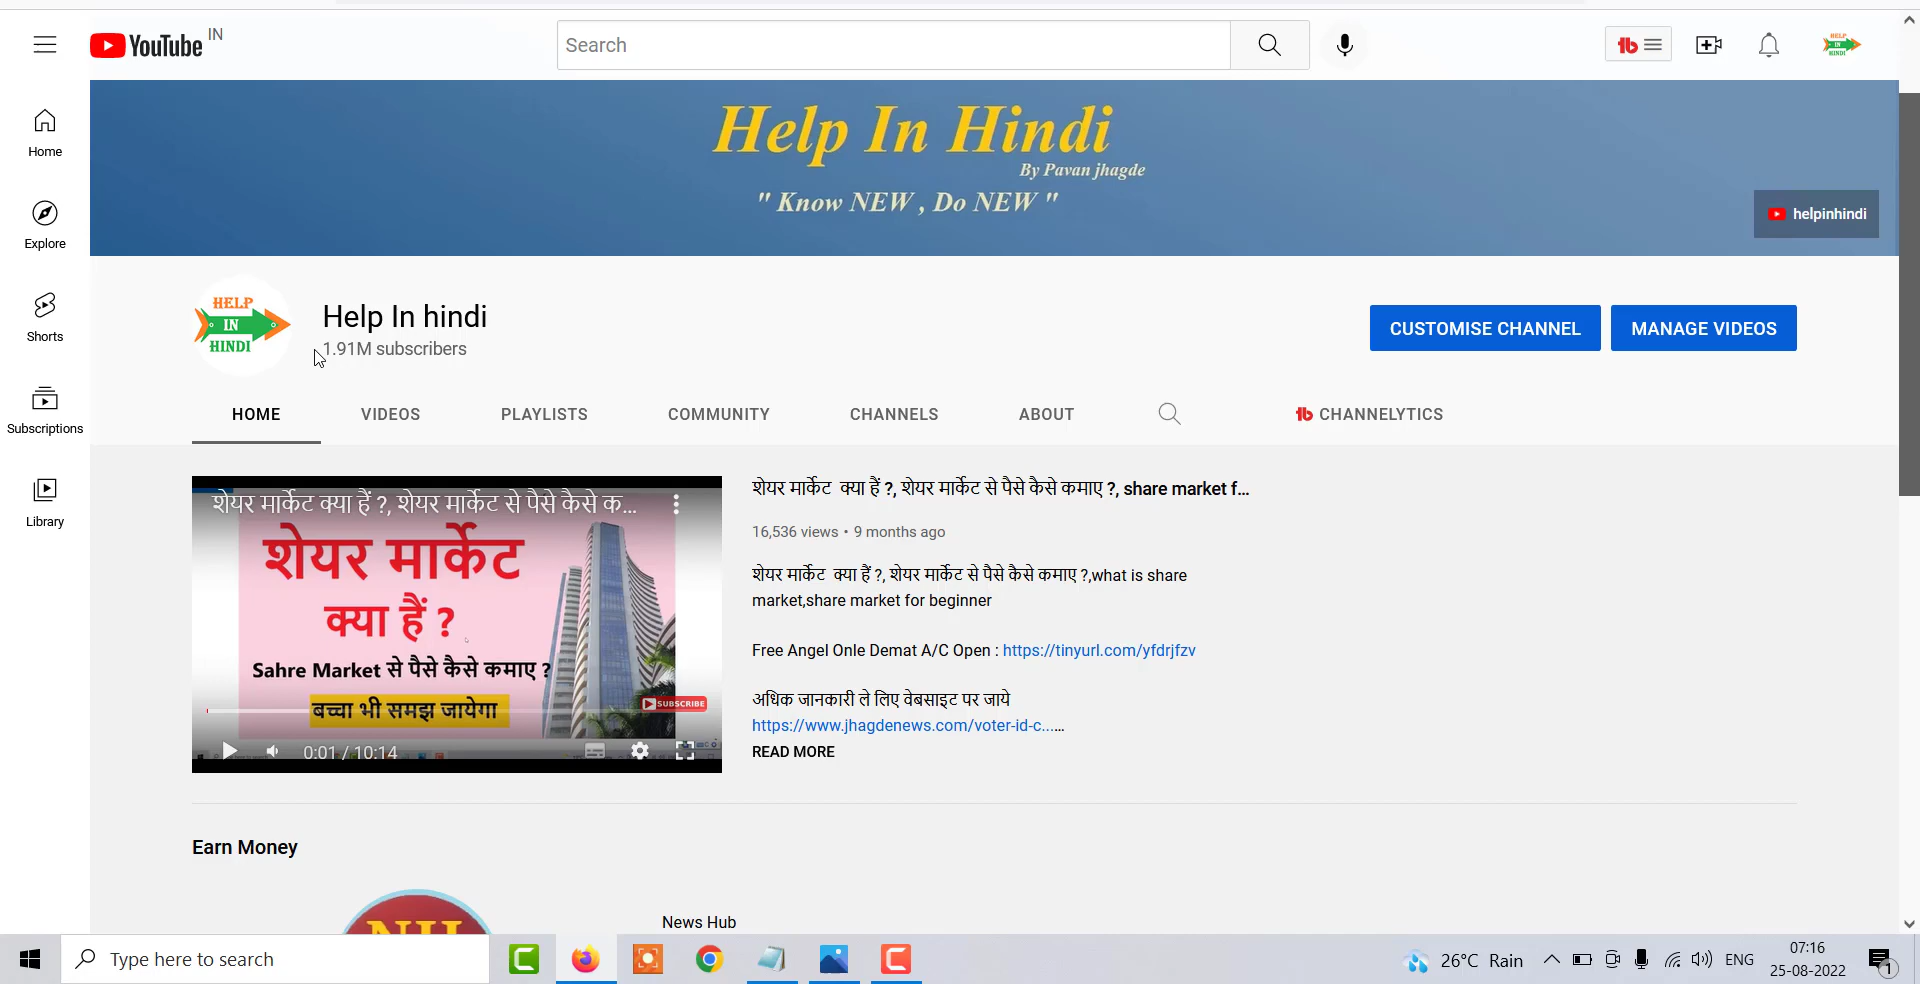 YouTube IN
Search
Home
Explore
Shorts
Subscriptions
Library
Help In Hindi
By Pavan jhagde
" Know NEW , Do NEW "
helpinhindi
HELP
IN
HINDI
Help In hindi
1.91M subscribers
CUSTOMISE CHANNEL
MANAGE VIDEOS
HOME
VIDEOS
PLAYLISTS
COMMUNITY
CHANNELS
ABOUT
CHANNELYTICS
शेयर मार्केट क्या हैं ?, शेयर मार्केट से पैसे कैसे क...
शेयर मार्केट
क्या हैं ?
Sahre Market से पैसे कैसे कमाए ?
बच्चा भी समझ जायेगा
SUBSCRIBE
0:01 / 10:14
शेयर मार्केट क्या हैं ?, शेयर मार्केट से पैसे कैसे कमाए ?, share market f...
16,536 views • 9 months ago
शेयर मार्केट क्या हैं ?, शेयर मार्केट से पैसे कैसे कमाए ?,what is share
market,share market for beginner
Free Angel Onle Demat A/C Open : https://tinyurl.com/yfdrjfzv
अधिक जानकारी ले लिए वेबसाइट पर जाये
https://www.jhagdenews.com/voter-id-c......
READ MORE
Earn Money
News Hub
Type here to search
26°C Rain
ENG
07:16
25-08-2022
1